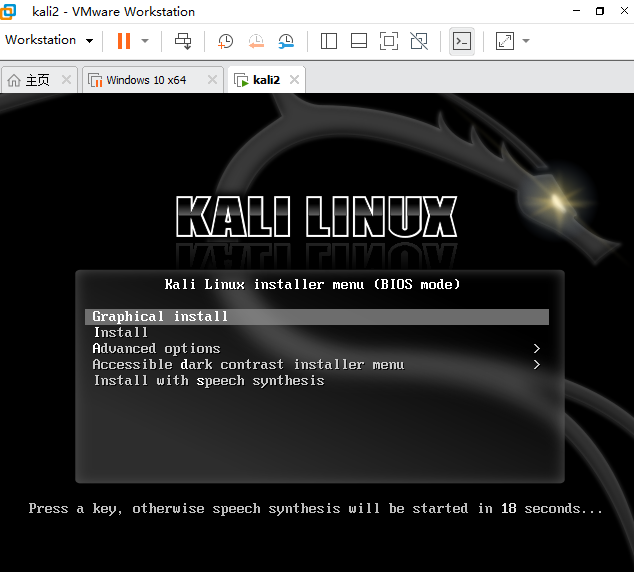 kali2 - VMware Workstation
Workstation
主页
Windows 10 x64
kali2
KALI LINUX
Kali Linux installer menu (BIOS mode)
Graphical install
Install
Advanced options
Accessible dark contrast installer menu
Install with speech synthesis
Press a key, otherwise speech synthesis will be started in 18 seconds...